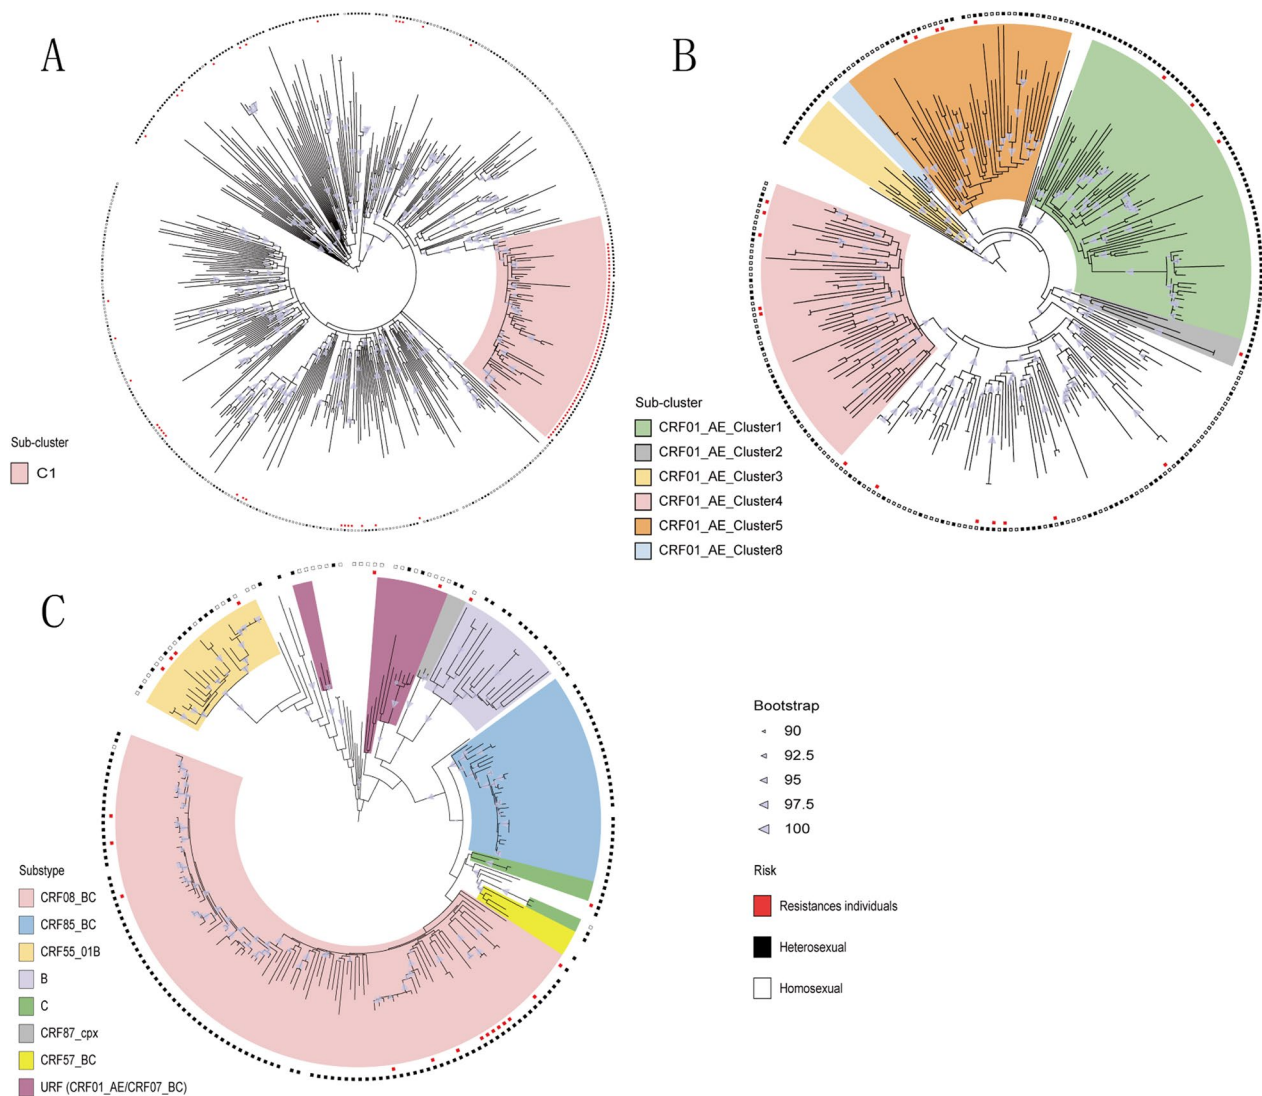 A
B
Sub-cluster
C1
Sub-cluster
CRF01_AE_Cluster1
CRF01_AE_Cluster2
CRF01_AE_Cluster3
CRF01_AE_Cluster4
CRF01_AE_Cluster5
CRF01_AE_Cluster8
C
Substype
CRF08_BC
CRF85_BC
CRF55_01B
B
C
CRF87_cpx
CRF57_BC
URF (CRF01_AE/CRF07_BC)
Bootstrap
90
92.5
95
97.5
100
Risk
Resistances individuals
Heterosexual
Homosexual